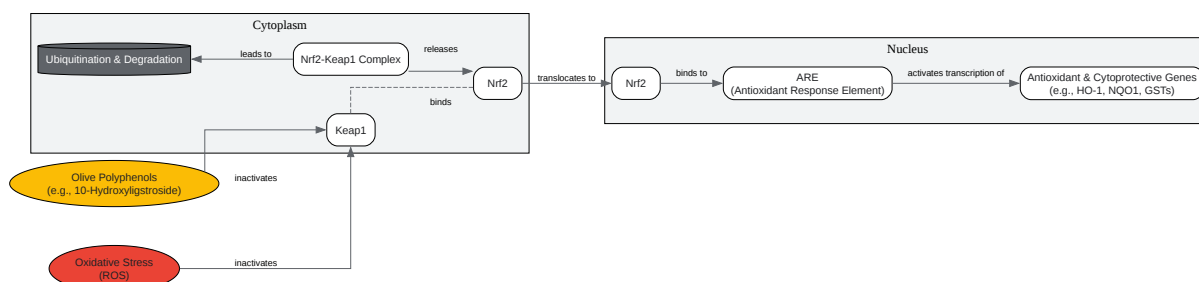 Cytoplasm
Ubiquitination & Degradation
leads to
Nrf2-Keap1 Complex
releases
Nrf2
binds
Keap1
translocates to
Nucleus
Nrf2
binds to
ARE
(Antioxidant Response Element)
activates transcription of
Antioxidant & Cytoprotective Genes
(e.g., HO-1, NQO1, GSTs)
Olive Polyphenols
(e.g., 10-Hydroxyligstroside)
inactivates
Oxidative Stress
(ROS)
inactivates